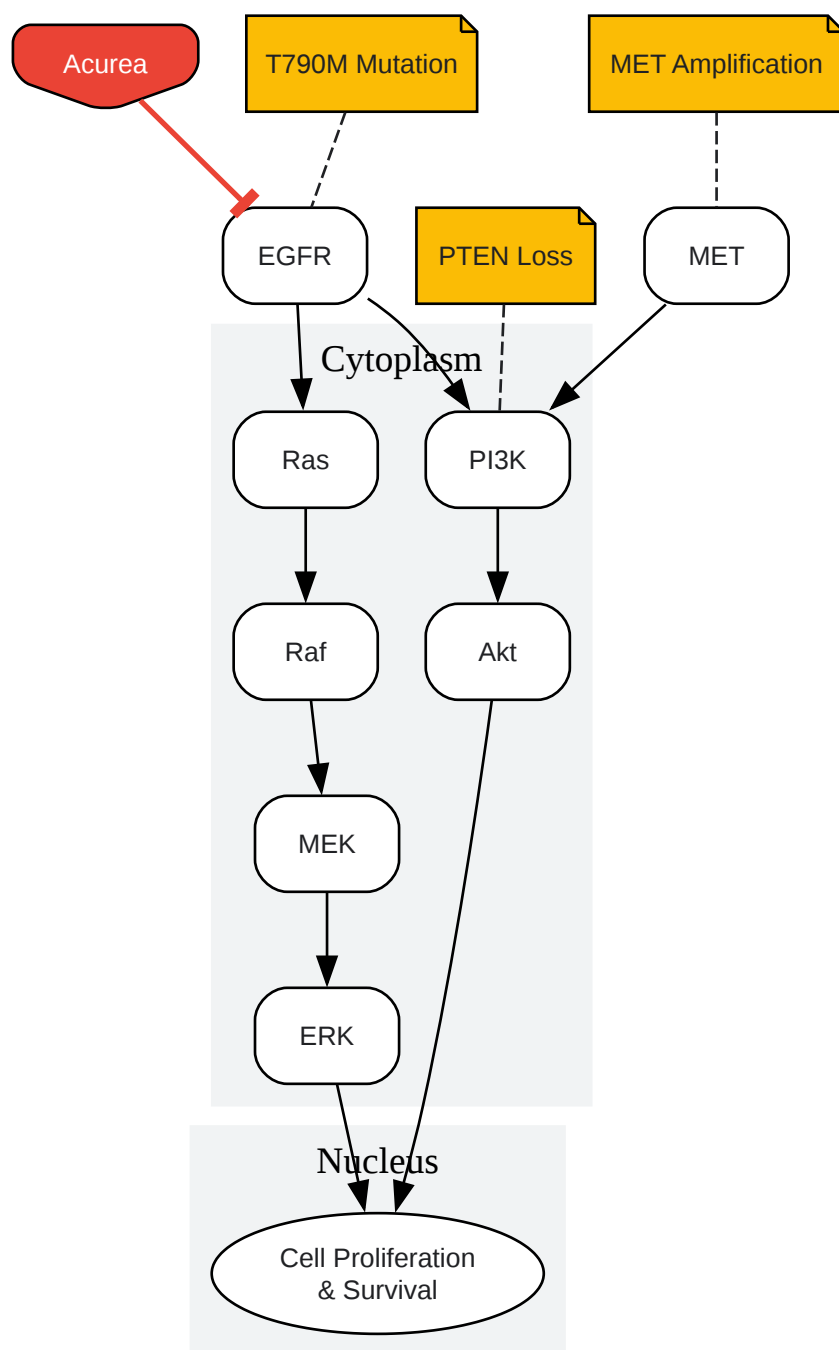 Acurea
T790M Mutation
MET Amplification
EGFR
PTEN Loss
MET
Cytoplasm
Ras
PI3K
Raf
Akt
MEK
ERK
Nucleus
Cell Proliferation
& Survival